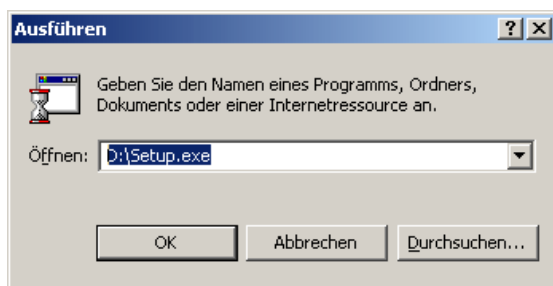 Ausführen
Geben Sie den Namen eines Programms, Ordners,
Dokuments oder einer Internetressource an.
Öffnen: D:\Setup.exe
OK Abbrechen Durchsuchen...